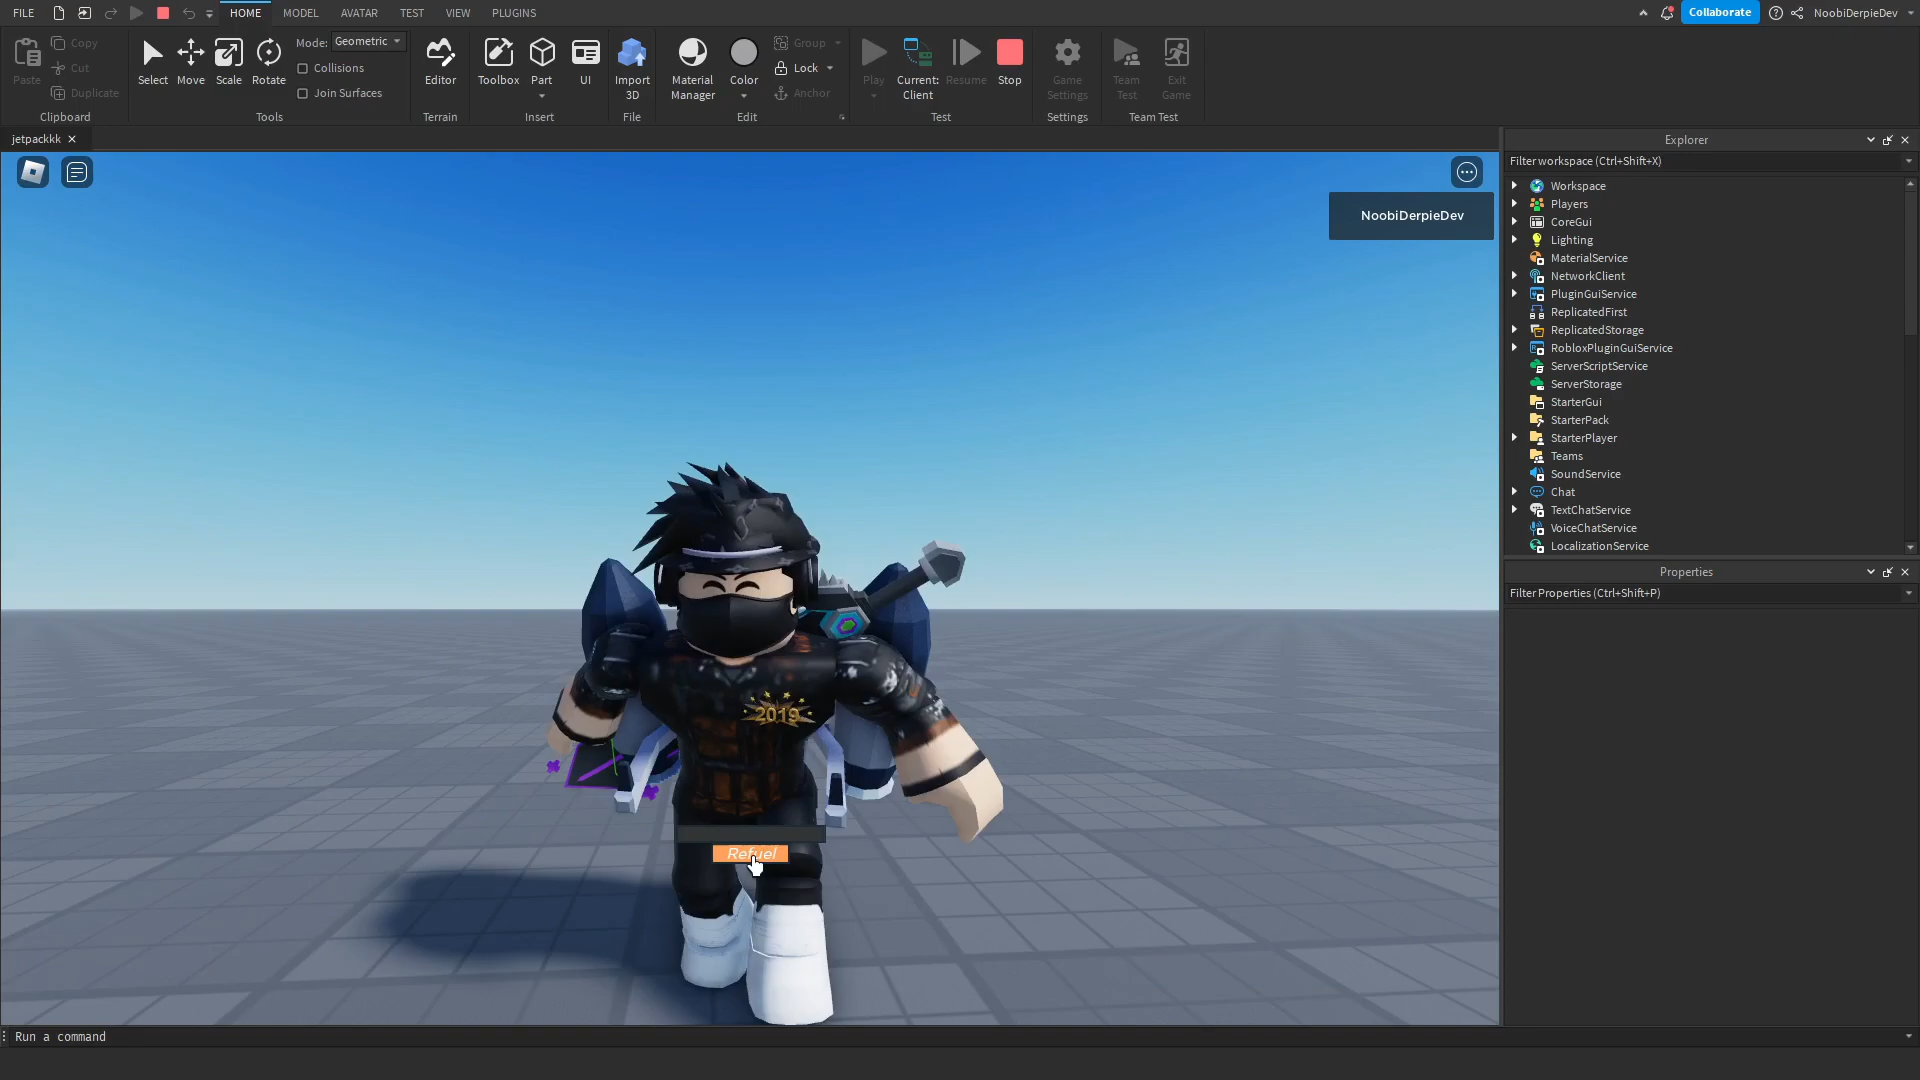 FILE
HOME
MODEL
AVATAR
TEST
VIEW
PLUGINS
Collaborate
NoobiDerpieDev
Paste
Copy
Cut
Duplicate
Clipboard
Select
Move
Scale
Rotate
Mode: Geometric
Collisions
Join Surfaces
Tools
Editor
Terrain
Toolbox
Part
UI
Insert
Import
3D
File
Material
Manager
Color
Group
Lock
Anchor
Edit
Play
Current:
Client
Resume
Stop
Test
Game
Settings
Settings
Team
Test
Exit
Game
Team Test
jetpackkk
NoobiDerpieDev
2019
Refuel
Explorer
Filter workspace (Ctrl+Shift+X)
Workspace
Players
CoreGui
Lighting
MaterialService
NetworkClient
PluginGuiService
ReplicatedFirst
ReplicatedStorage
RobloxPluginGuiService
ServerScriptService
ServerStorage
StarterGui
StarterPack
StarterPlayer
Teams
SoundService
Chat
TextChatService
VoiceChatService
LocalizationService
Properties
Filter Properties (Ctrl+Shift+P)
Run a command